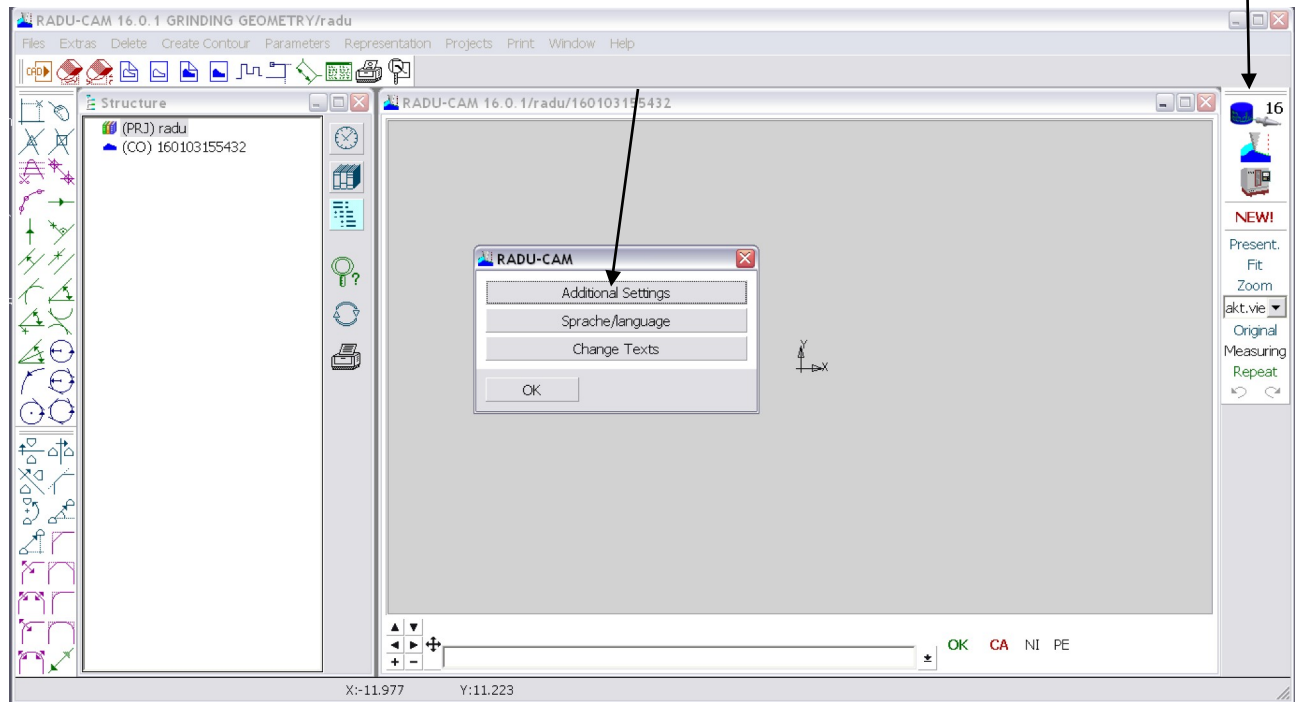 RADU-CAM 16.0.1 GRINDING GEOMETRY/radu
Files Extras Delete Create Contour Parameters Representation Projects Print Window Help
CAD
Structure
(PRJ) radu
(CO) 160103155432
?
RADU-CAM 16.0.1/radu/160103155432
RADU-CAM
Additional Settings
Sprache/language
Change Texts
OK
Y
X
OK CA NI PE
16
NEW!
Present.
Fit
Zoom
akt.vie
Original
Measuring
Repeat
X:-11.977 Y:11.223